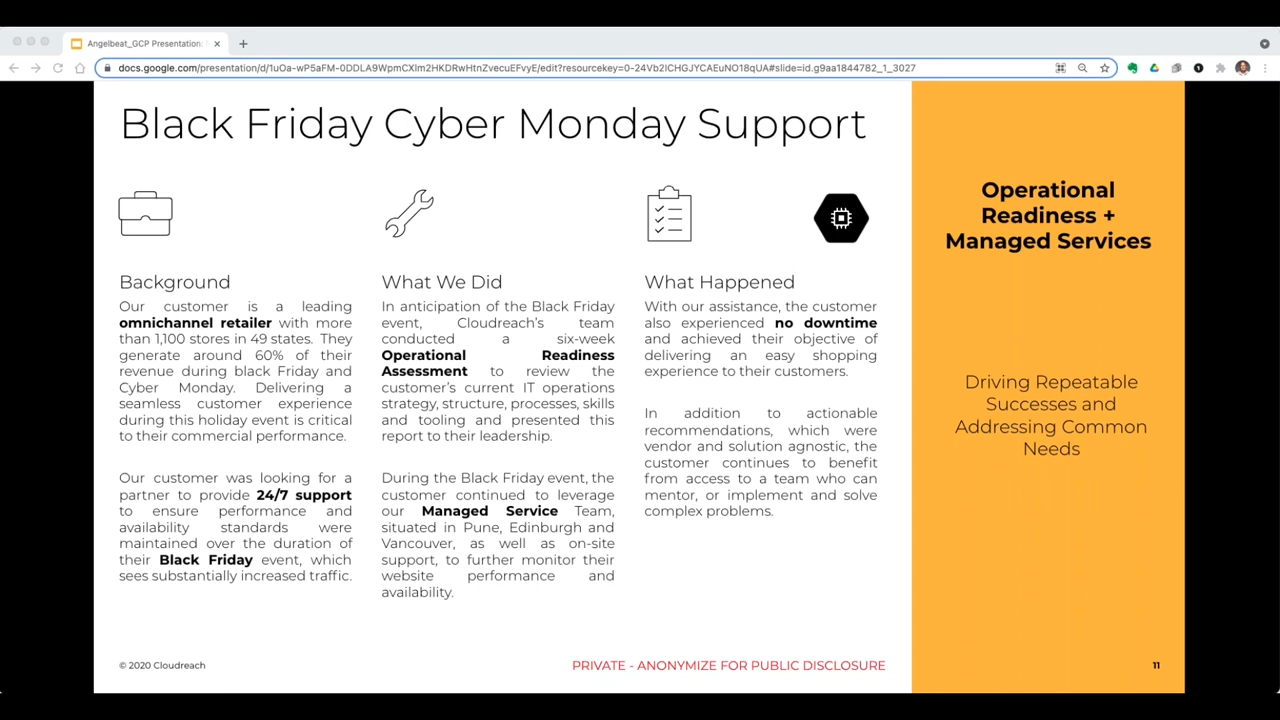 Angelbeat_GCP Presentation:
docs.google.com/presentation/d/1uOa-wP5aFM-0DDLA9WpmCXlm2HKDRwHtnZvecuEFvyE/edit?resourcekey=0-24Vb2ICHGJYCAEuNO18qUA#slide=id.g9aa1844782_1_3027
Black Friday Cyber Monday Support
Background
Our customer is a leading
omnichannel retailer with more
than 1,100 stores in 49 states. They
generate around 60% of their
revenue during black Friday and
Cyber Monday. Delivering a
seamless customer experience
during this holiday event is critical
to their commercial performance.
Our customer was looking for a
partner to provide 24/7 support
to ensure performance and
availability standards were
maintained over the duration of
their Black Friday event, which
sees substantially increased traffic.
What We Did
In anticipation of the Black Friday
event, Cloudreach's team
conducted a six-week
Operational Readiness
Assessment to review the
customer's current IT operations
strategy, structure, processes, skills
and tooling and presented this
report to their leadership.
During the Black Friday event, the
customer continued to leverage
our Managed Service Team,
situated in Pune, Edinburgh and
Vancouver, as well as on-site
support, to further monitor their
website performance and
availability.
What Happened
With our assistance, the customer
also experienced no downtime
and achieved their objective of
delivering an easy shopping
experience to their customers.
In addition to actionable
recommendations, which were
vendor and solution agnostic, the
customer continues to benefit
from access to a team who can
mentor, or implement and solve
complex problems.
Operational
Readiness +
Managed Services
Driving Repeatable
Successes and
Addressing Common
Needs
© 2020 Cloudreach
PRIVATE - ANONYMIZE FOR PUBLIC DISCLOSURE
11